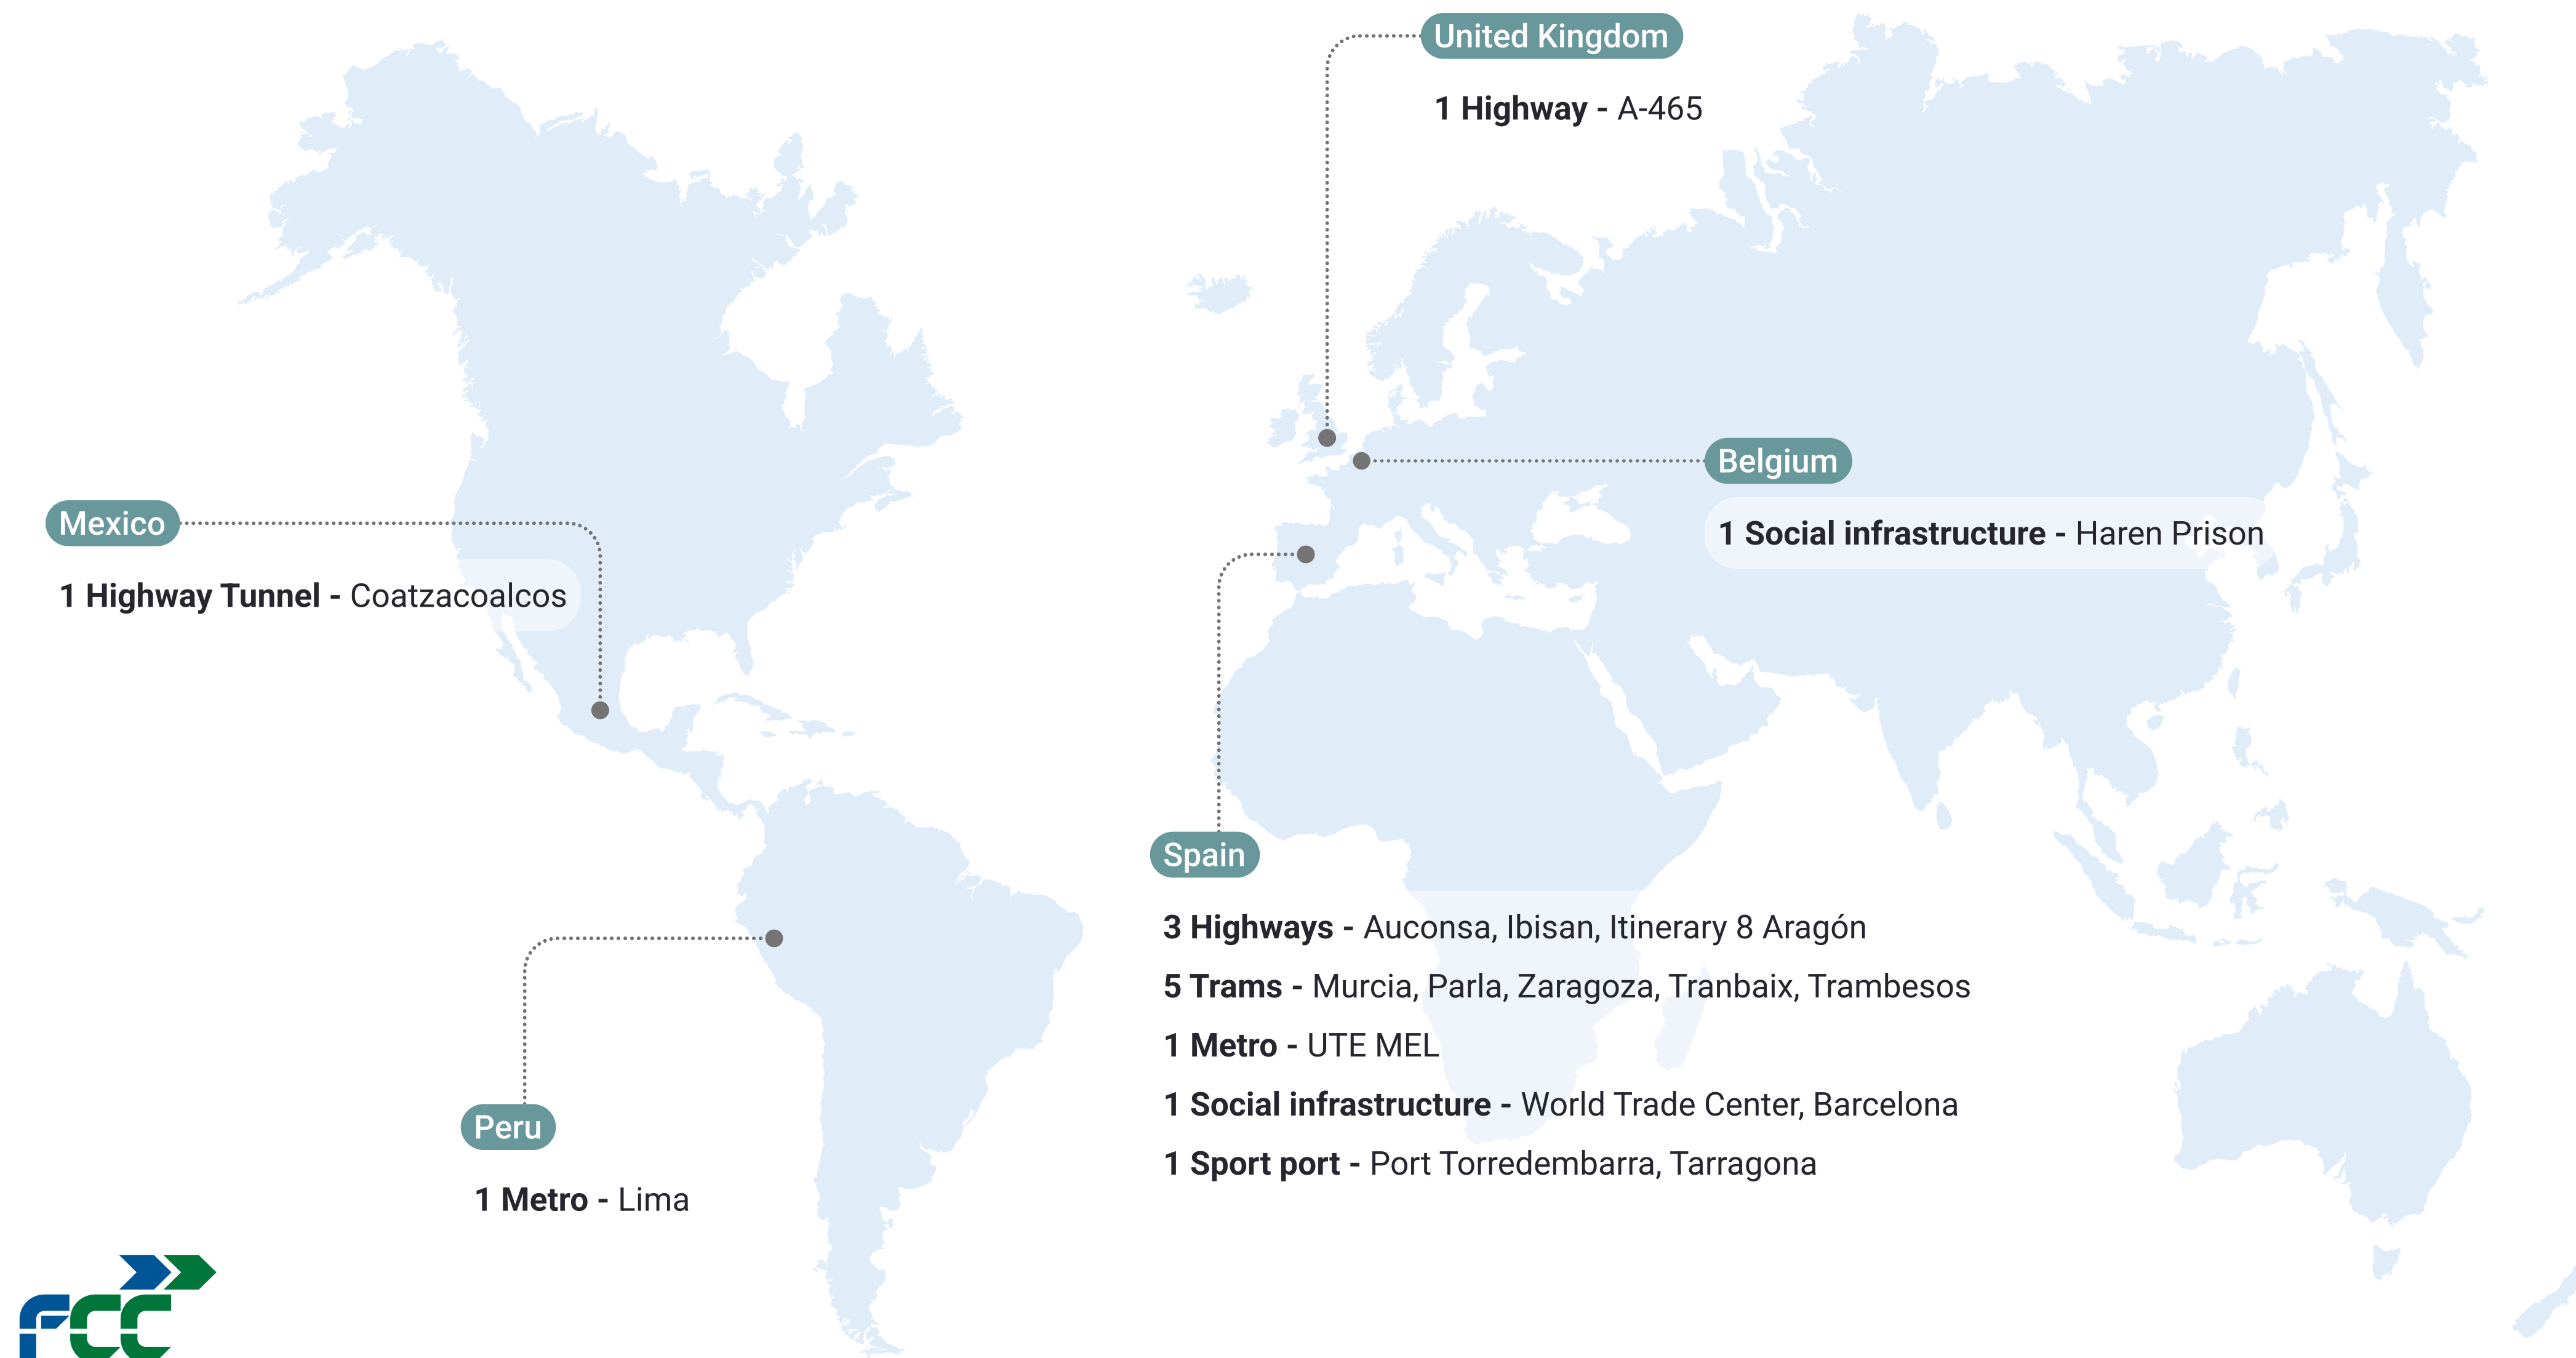 United Kingdom
1 Highway - A-465
Belgium
1 Social infrastructure - Haren Prison
Mexico
1 Highway Tunnel - Coatzacoalcos
Spain
3 Highways - Auconsa, Ibisan, Itinerary 8 Aragón
5 Trams - Murcia, Parla, Zaragoza, Tranbaix, Trambesos
1 Metro - UTE MEL
1 Social infrastructure - World Trade Center, Barcelona
1 Sport port - Port Torredembarra, Tarragona
Peru
1 Metro - Lima
FCC